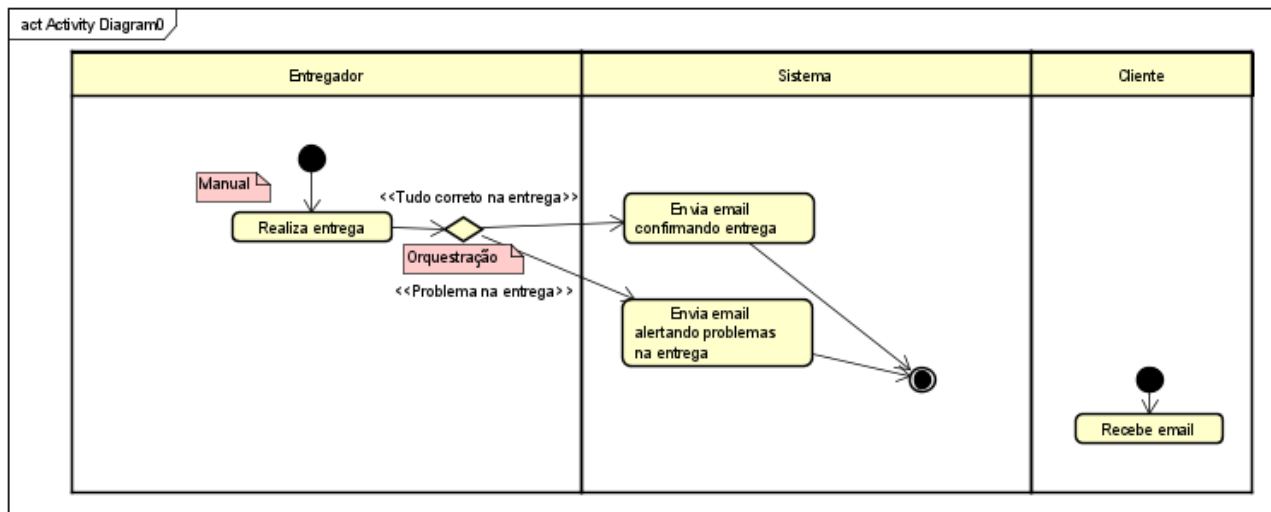 act Activity Diagram0
Entregador
Sistema
Cliente
Manual
<<Tudo correto na entrega>>
Realiza entrega
Envia email
confirmando entrega
Orquestração
<<Problema na entrega>>
Envia email
alertando problemas
na entrega
Recebe email